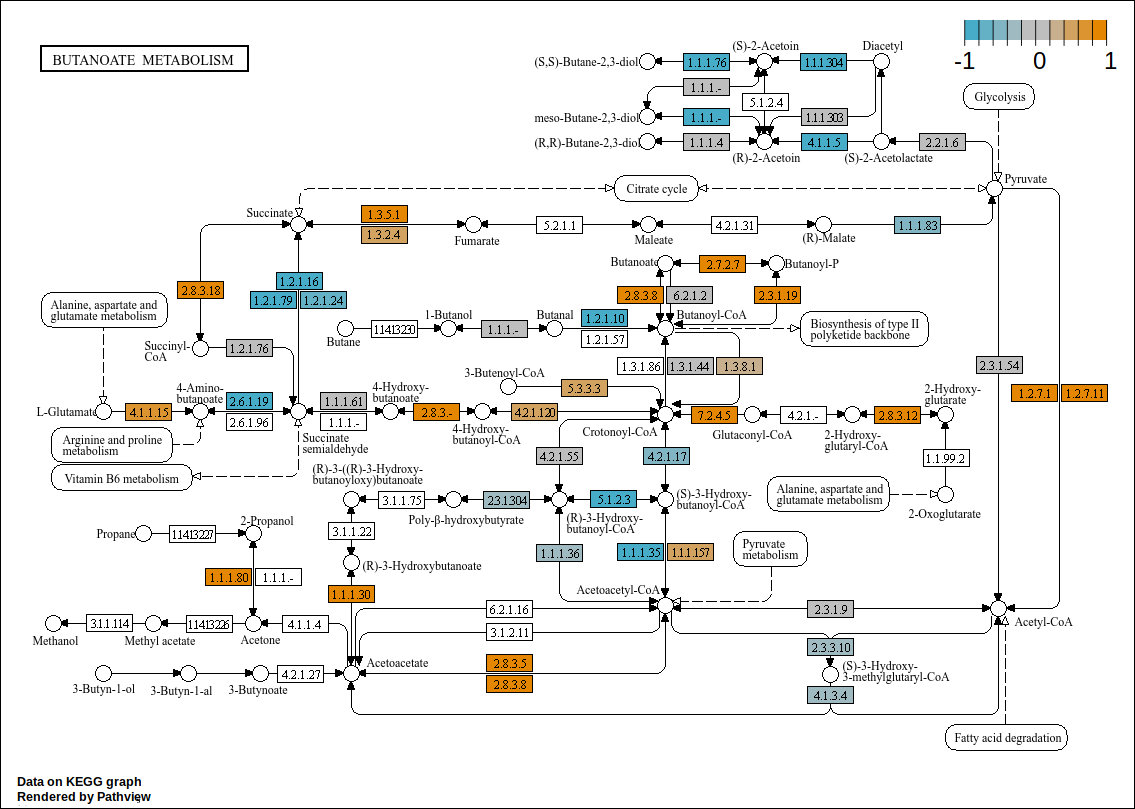 BUTANOATE METABOLISM
-1 0 1
(S,S)-Butane-2,3-diol
1.1.1.76
(S)-2-Acetoin
1.1.1.304
Diacetyl
1.1.1.-
5.1.2.4
meso-Butane-2,3-diol
1.1.1.-
1.1.1.303
(R,R)-Butane-2,3-diol
1.1.1.4
(R)-2-Acetoin
4.1.1.5
(S)-2-Acetolactate
2.2.1.6
Glycolysis
Pyruvate
Citrate cycle
Succinate
1.3.5.1
1.3.2.4
Fumarate
5.2.1.1
Maleate
4.2.1.31
(R)-Malate
1.1.1.83
Butanoate
2.7.2.7
Butanoyl-P
2.8.3.18
1.2.1.16
1.2.1.79
1.2.1.24
2.8.3.8
6.2.1.2
2.3.1.19
Alanine, aspartate and
glutamate metabolism
Butane
11413230
1-Butanol
1.1.1.-
Butanal
1.2.1.10
1.2.1.57
Butanoyl-CoA
Biosynthesis of type II
polyketide backbone
Succinyl-
CoA
1.2.1.76
1.3.1.86
1.3.1.44
1.3.8.1
2.3.1.54
3-Butenoyl-CoA
5.3.3.3
1.2.7.1
1.2.7.11
L-Glutamate
4.1.1.15
4-Amino-
butanoate
2.6.1.19
2.6.1.96
1.1.1.61
1.1.1.-
4-Hydroxy-
butanoate
2.8.3.-
4-Hydroxy-
butanoyl-CoA
4.2.1.120
Crotonoyl-CoA
7.2.4.5
Glutaconyl-CoA
4.2.1.-
2-Hydroxy-
glutaryl-CoA
2.8.3.12
2-Hydroxy-
glutarate
Arginine and proline
metabolism
Succinate
semialdehyde
Vitamin B6 metabolism
4.2.1.55
4.2.1.17
1.1.99.2
(R)-3-((R)-3-Hydroxy-
butanoyloxy)butanoate
3.1.1.75
Poly-β-hydroxybutyrate
23.1304
(R)-3-Hydroxy-
butanoyl-CoA
5.1.2.3
(S)-3-Hydroxy-
butanoyl-CoA
Alanine, aspartate and
glutamate metabolism
2-Oxoglutarate
Propane
11413227
2-Propanol
3.1.1.22
1.1.1.36
1.1.1.35
1.1.1.157
Pyruvate
metabolism
(R)-3-Hydroxybutanoate
1.1.1.80
1.1.1.-
1.1.1.30
Acetoacetyl-CoA
6.2.1.16
2.3.1.9
Methanol
3.1.1.114
Methyl acetate
11413226
Acetone
4.1.1.4
Acetyl-CoA
3.1.2.11
2.3.3.10
3-Butyn-1-ol
3-Butyn-1-al
3-Butynoate
4.2.1.27
Acetoacetate
2.8.3.5
2.8.3.8
(S)-3-Hydroxy-
3-methylglutaryl-CoA
4.1.3.4
Fatty acid degradation
Data on KEGG graph
Rendered by Pathview